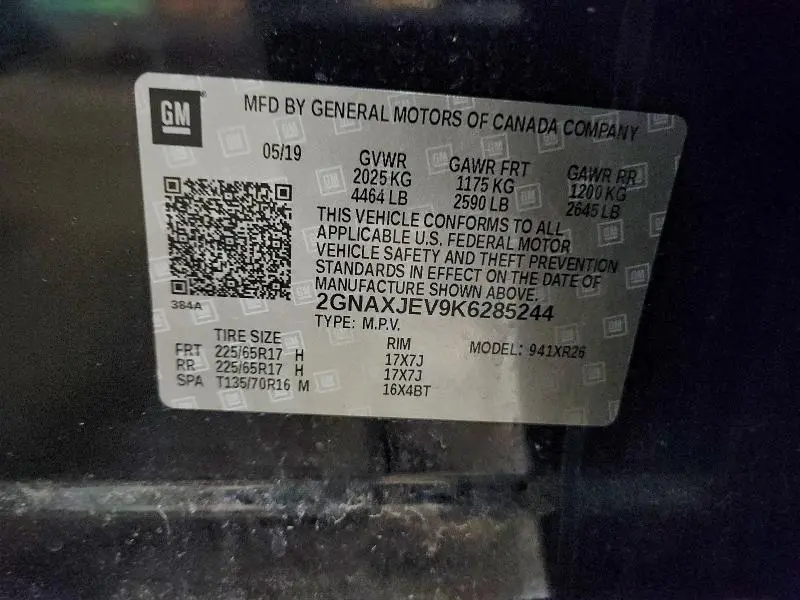 GM
MFD BY GENERAL MOTORS OF CANADA COMPANY
05/19
GVWR GAWR FRT GAWR RR
2025 KG 1175 KG 1200 KG
4464 LB 2590 LB 2645 LB
THIS VEHICLE CONFORMS TO ALL
APPLICABLE U.S. FEDERAL MOTOR
VEHICLE SAFETY AND THEFT PREVENTION
STANDARDS IN EFFECT ON THE DATE OF
MANUFACTURE SHOWN ABOVE.
384A
2GNAXJEV9K6285244
TYPE: M.P.V.
TIRE SIZE RIM MODEL: 941XR26
FRT 225/65R17 H 17X7J
RR 225/65R17 H 17X7J
SPA T135/70R16 M 16X4BT